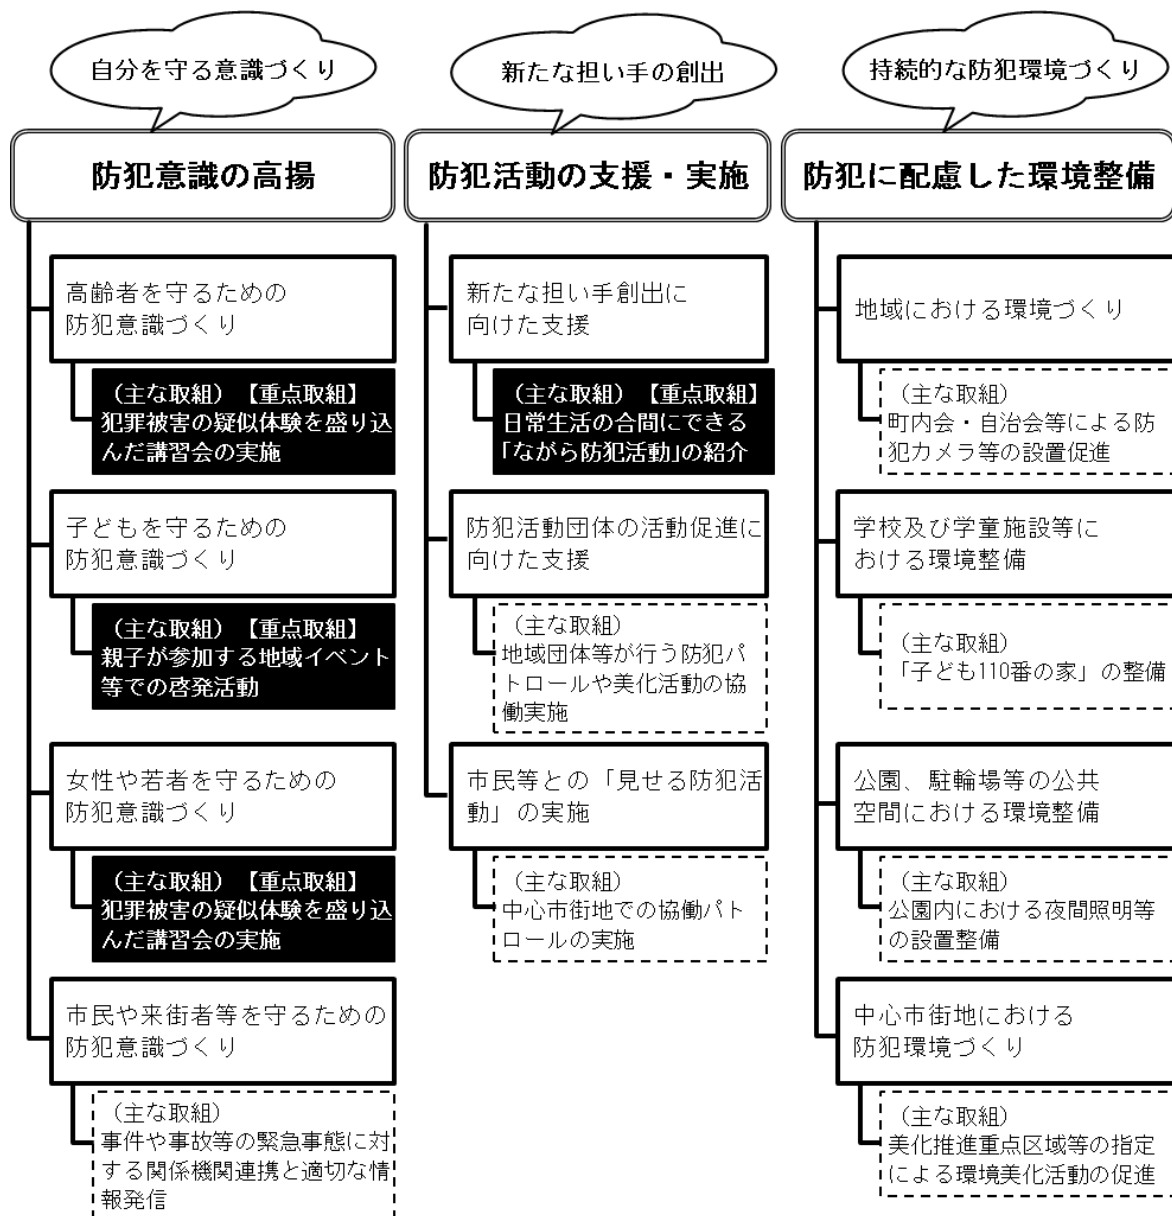 自分を守る意識づくり
防犯意識の高揚
高齢者を守るための
防犯意識づくり
（主な取組）【重点取組】
犯罪被害の疑似体験を盛り込
んだ講習会の実施
子どもを守るための
防犯意識づくり
（主な取組）【重点取組】
親子が参加する地域イベント
等での啓発活動
女性や若者を守るための
防犯意識づくり
（主な取組）【重点取組】
犯罪被害の疑似体験を盛り込
んだ講習会の実施
市民や来街者等を守るための
防犯意識づくり
（主な取組）
事件や事故等の緊急事態に対
する関係機関連携と適切な情
報発信
新たな担い手の創出
防犯活動の支援・実施
新たな担い手創出に
向けた支援
（主な取組）【重点取組】
日常生活の合間にできる
「ながら防犯活動」の紹介
防犯活動団体の活動促進に
向けた支援
（主な取組）
地域団体等が行う防犯パ
トロールや美化活動の協
働実施
市民等との「見せる防犯活
動」の実施
（主な取組）
中心市街地での協働パト
ロールの実施
持続的な防犯環境づくり
防犯に配慮した環境整備
地域における環境づくり
（主な取組）
町内会・自治会等による防
犯カメラ等の設置促進
学校及び学童施設等に
おける環境整備
（主な取組）
「子ども110番の家」の整備
公園、駐輪場等の公共
空間における環境整備
（主な取組）
公園内における夜間照明等
の設置整備
中心市街地における
防犯環境づくり
（主な取組）
美化推進重点区域等の指定
による環境美化活動の促進